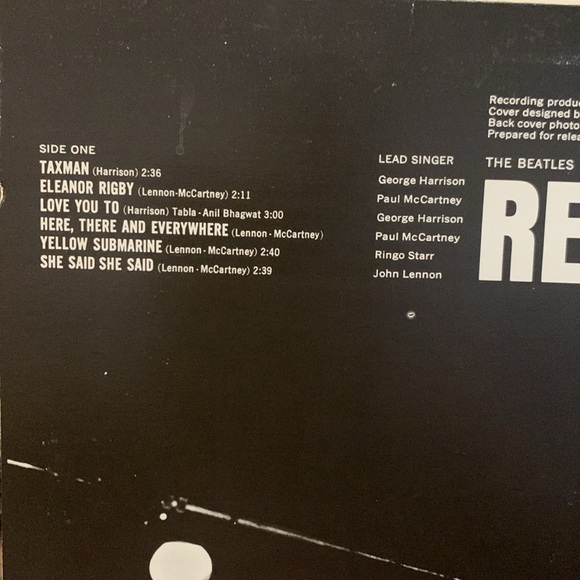 Recording produ
Cover designed b
Back cover photo
Prepared for relea
SIDE ONE
TAXMAN (Harrison) 2:36
ELEANOR RIGBY (Lennon-McCartney) 2:11
LOVE YOU TO (Harrison) Tabla - Anil Bhagwat 3:00
HERE, THERE AND EVERYWHERE (Lennon - McCartney)
YELLOW SUBMARINE (Lennon - McCartney) 2:40
SHE SAID SHE SAID (Lennon - McCartney) 2:39
LEAD SINGER
George Harrison
Paul McCartney
George Harrison
Paul McCartney
Ringo Starr
John Lennon
THE BEATLES
RE